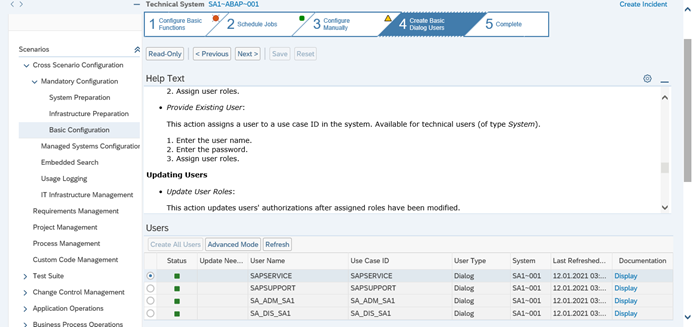 Technical System SA1~ABAP~001
Create Incident
1 Configure Basic Functions
2 Schedule Jobs
3 Configure Manually
4 Create Basic Dialog Users
5 Complete
Read-Only
< Previous
Next >
Save
Reset
Scenarios
Cross Scenario Configuration
Mandatory Configuration
System Preparation
Infrastructure Preparation
Basic Configuration
Managed Systems Configuration
Embedded Search
Usage Logging
IT Infrastructure Management
Requirements Management
Project Management
Process Management
Custom Code Management
Test Suite
Change Control Management
Application Operations
Business Process Operations
Help Text
2. Assign user roles.
• Provide Existing User:
This action assigns a user to a use case ID in the system. Available for technical users (of type System).
1. Enter the user name.
2. Enter the password.
3. Assign user roles.
Updating Users
• Update User Roles:
This action updates users' authorizations after assigned roles have been modified.
Users
Create All Users
Advanced Mode
Refresh
Status Update Nee... User Name Use Case ID User Type System Last Refreshed... Documentation
SAPSERVICE SAPSERVICE Dialog SA1~001 12.01.2021 03:... Display
SAPSUPPORT SAPSUPPORT Dialog SA1~001 12.01.2021 03:... Display
SA_ADM_SA1 SA_ADM_SA1 Dialog SA1~001 12.01.2021 03:... Display
SA_DIS_SA1 SA_DIS_SA1 Dialog SA1~001 12.01.2021 03:... Display